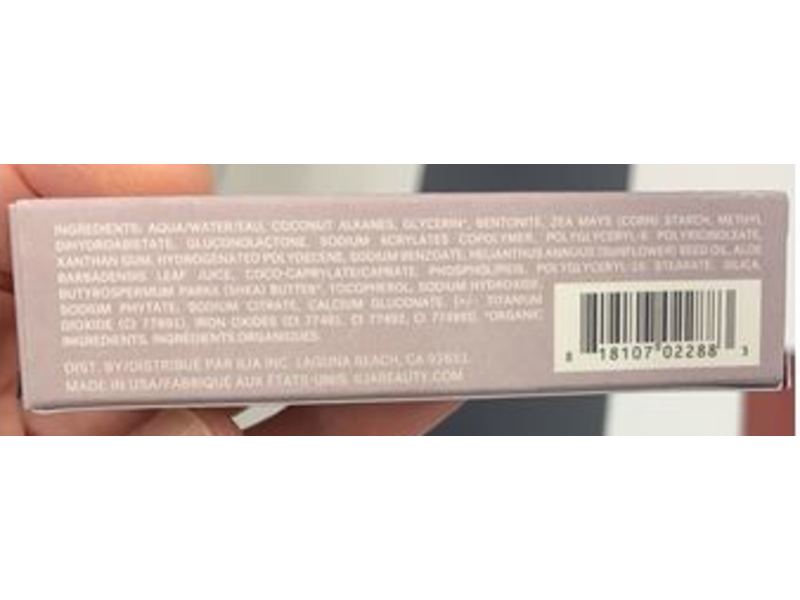 INGREDIENTS: AQUA/WATER/EAU, COCONUT ALKANES, GLYCERIN*, BENTONITE, ZEA MAYS (CORN) STARCH, METHYL
DIHYDROABIETATE, GLUCONOLACTONE, SODIUM ACRYLATES COPOLYMER, POLYGLYCERYL-6 POLYRICINOLEATE,
XANTHAN GUM, HYDROGENATED POLYDECENE, SODIUM BENZOATE, HELIANTHUS ANNUUS (SUNFLOWER) SEED OIL, ALOE
BARBADENSIS LEAF JUICE, COCO-CAPRYLATE/CAPRATE, PHOSPHOLIPIDS, POLYGLYCERYL-10 STEARATE, SILICA,
BUTYROSPERMUM PARKII (SHEA) BUTTER*, TOCOPHEROL, SODIUM HYDROXIDE,
SODIUM PHYTATE, SODIUM CITRATE, CALCIUM GLUCONATE. [+/- TITANIUM
DIOXIDE (CI 77891), IRON OXIDES (CI 77491, CI 77492, CI 77499)] *ORGANIC
INGREDIENTS, INGREDIENTS ORGANIQUES.
DIST. BY/DISTRIBUÉ PAR ILIA INC. LAGUNA BEACH, CA 92651.
MADE IN USA/FABRIQUÉ AUX ÉTATS-UNIS ILIABEAUTY.COM
8 18107 02288 3